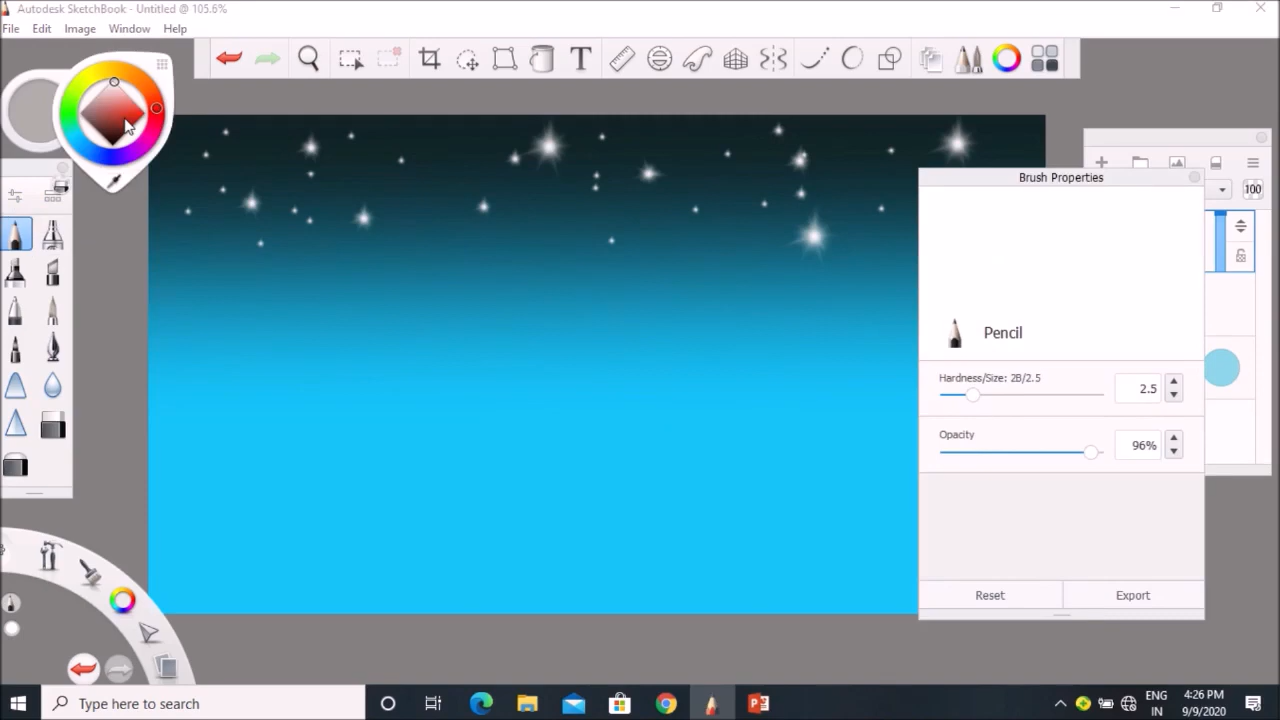 Autodesk SketchBook - Untitled @ 105.6%
File Edit Image Window Help
T
Brush Properties
100
Pencil
Hardness/Size: 2B/2.5
2.5
Opacity
96%
Reset Export
Type here to search
ENG
IN
4:26 PM
9/9/2020